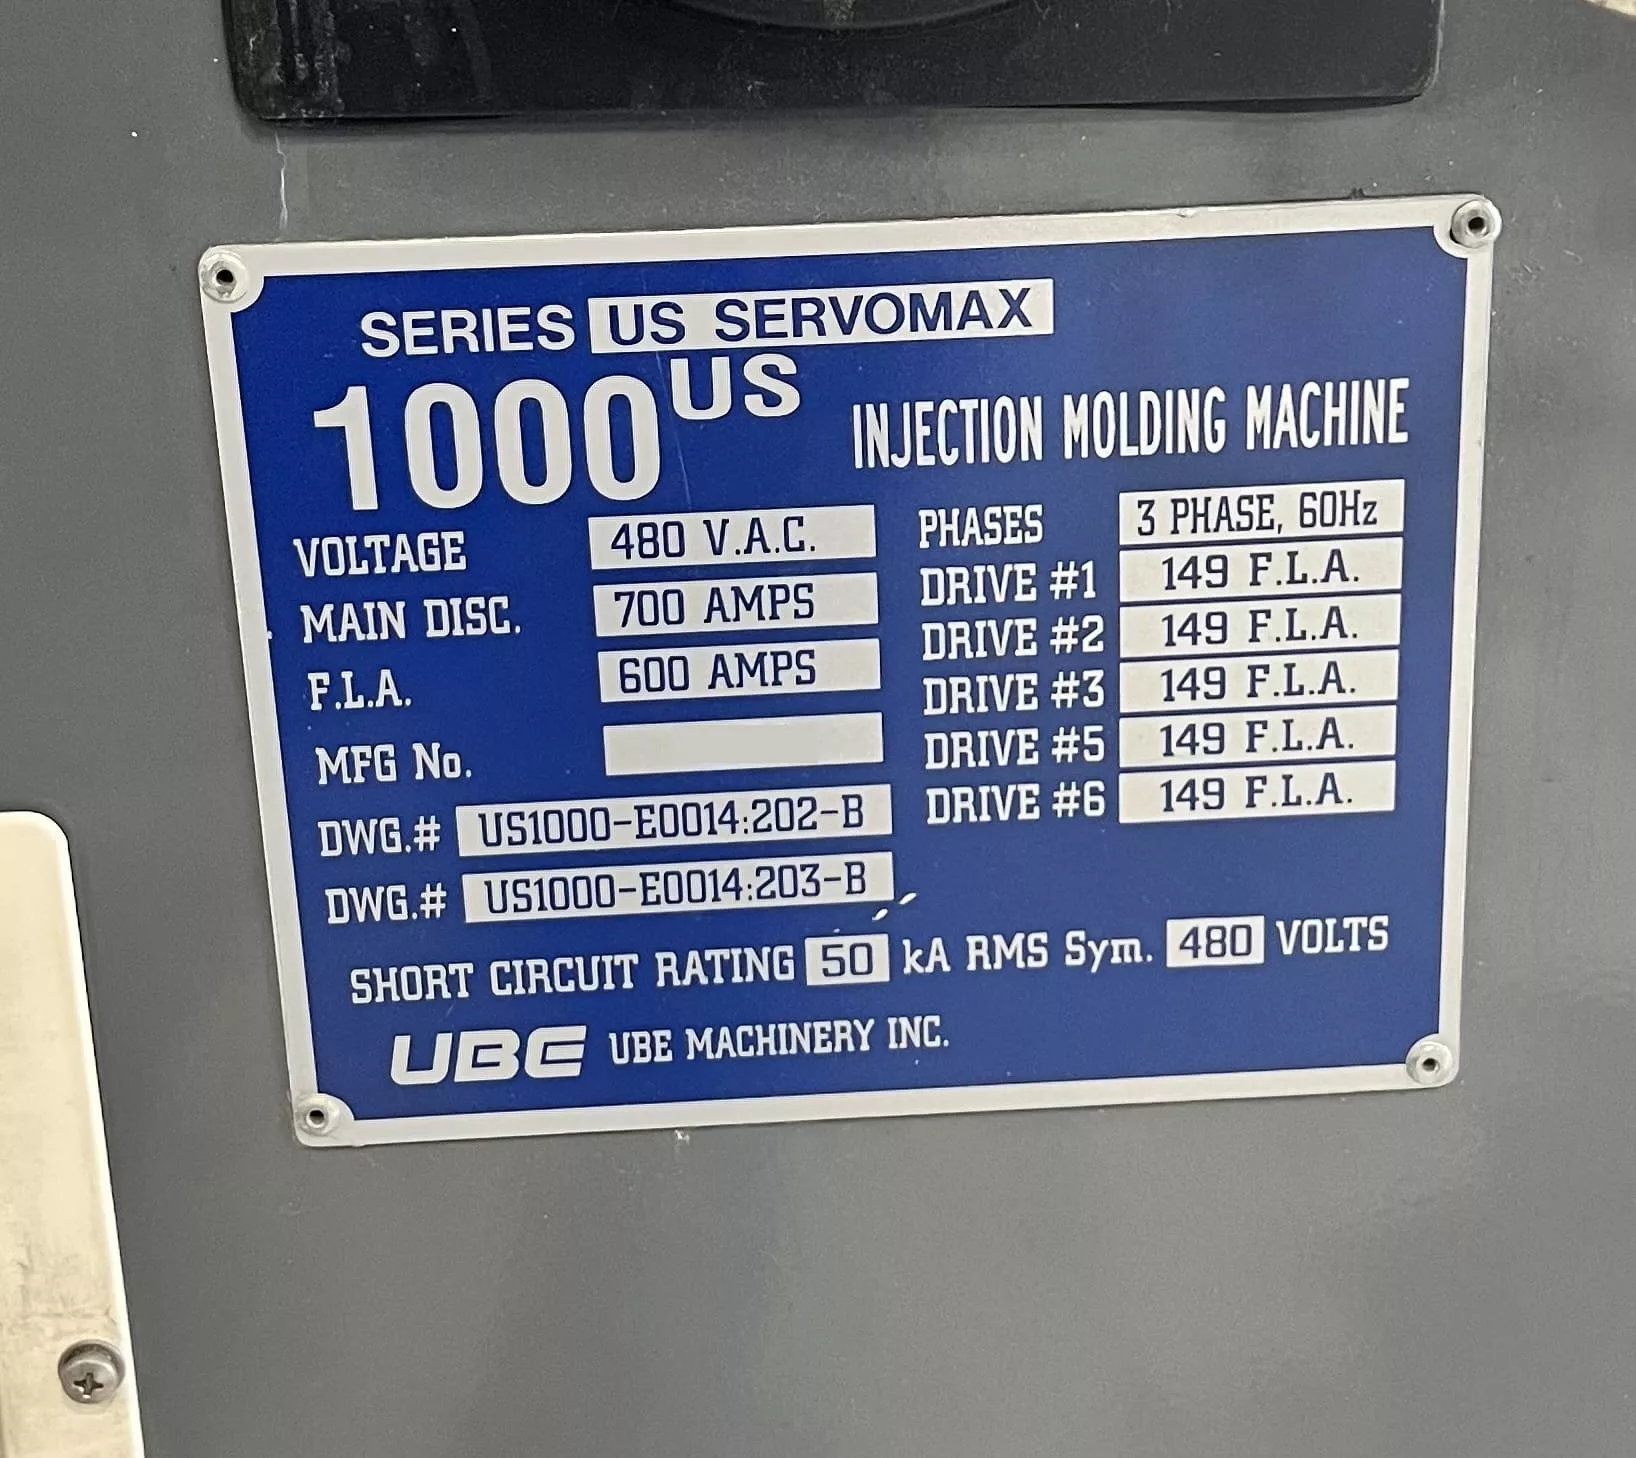 SERIES US SERVOMAX
1000US INJECTION MOLDING MACHINE
VOLTAGE 480 V.A.C.
MAIN DISC. 700 AMPS
F.L.A. 600 AMPS
MFG No.
DWG.# US1000-E0014:202-B
DWG.# US1000-E0014:203-B
PHASES 3 PHASE, 60Hz
DRIVE #1 149 F.L.A.
DRIVE #2 149 F.L.A.
DRIVE #3 149 F.L.A.
DRIVE #5 149 F.L.A.
DRIVE #6 149 F.L.A.
SHORT CIRCUIT RATING 50 kA RMS Sym. 480 VOLTS
UBE UBE MACHINERY INC.